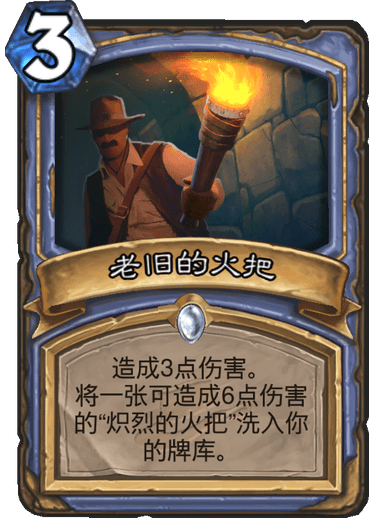 3
老旧的火把
造成3点伤害。
将一张可造成6点伤害
的“炽烈的火把”洗入你
的牌库。